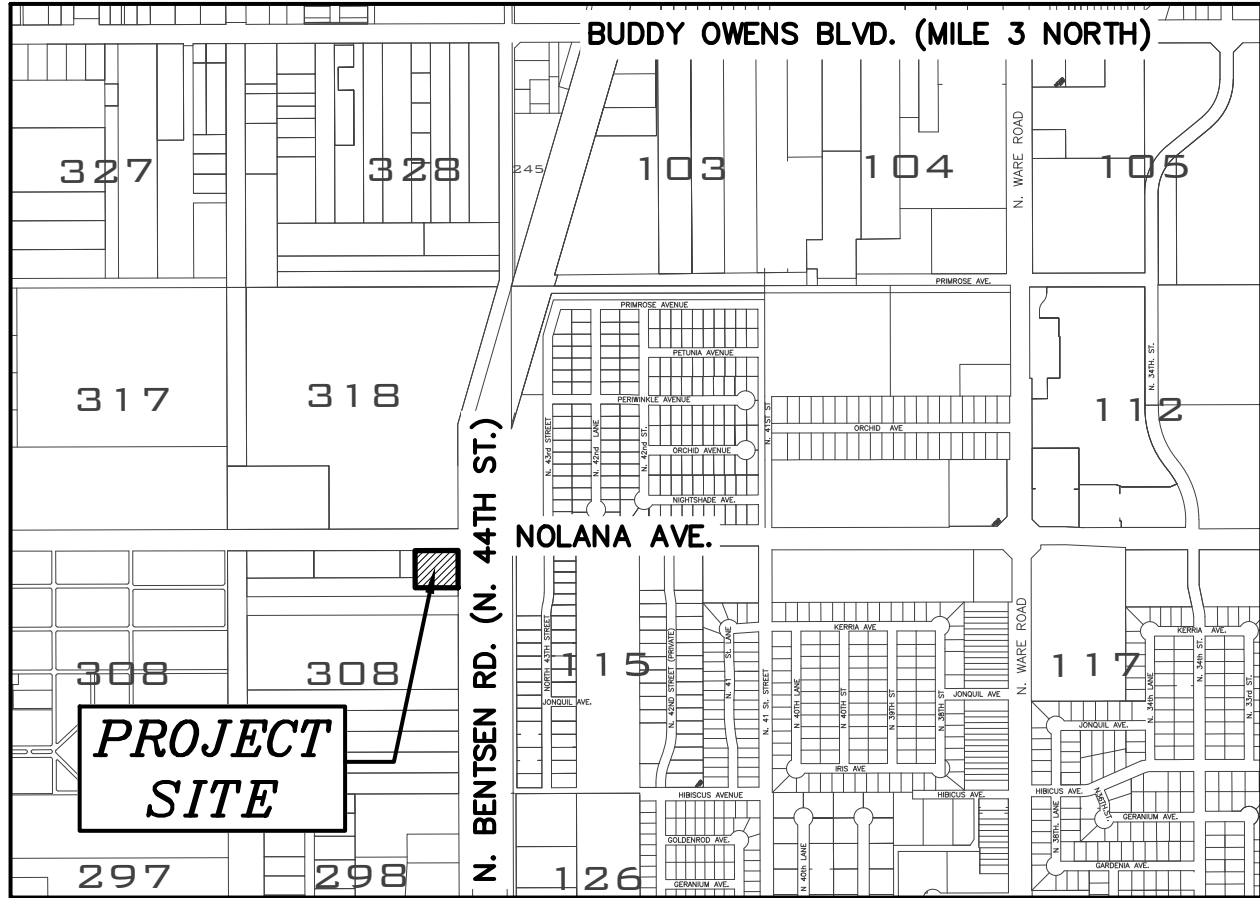 BUDDY OWENS BLVD. (MILE 3 NORTH)
327
328
245
103
104
N. WARE ROAD
105
PRIMROSE AVE.
PRIMROSE AVENUE
PETUNIA AVENUE
N. 34TH. ST.
317
318
PERIWINKLE AVENUE
112
N. 43rd STREET
N. 42nd LANE
N. 42nd ST.
N. 41ST ST
ORCHID AVE
ORCHID AVENUE
NIGHTSHADE AVE.
N. BENTSEN RD. (N. 44TH ST.)
NOLANA AVE.
308
308
NORTH 43TH STREET
115
N. 42ND STREET (PRIVATE)
N. 41 St. LANE
N. 41 St. STREET
KERRIA AVE
N 40TH LANE
N 40TH ST
N 39TH ST
N 38TH ST
N. WARE ROAD
117
KERRIA AVE.
N. 34th LANE
N. 34th ST.
N. 33rd ST.
JONQUIL AVE.
JONQUIL AVE
JONQUIL AVE.
PROJECT
SITE
IRIS AVE
HIBISCUS AVENUE
HIBICUS AVE.
HIBICUS AVE.
N36TH ST.
N 38TH. LANE
GERANIUM AVE.
GOLDENROD AVE.
N 40th LANE
GARDENIA AVE.
297
298
126
GERANIUM AVE.